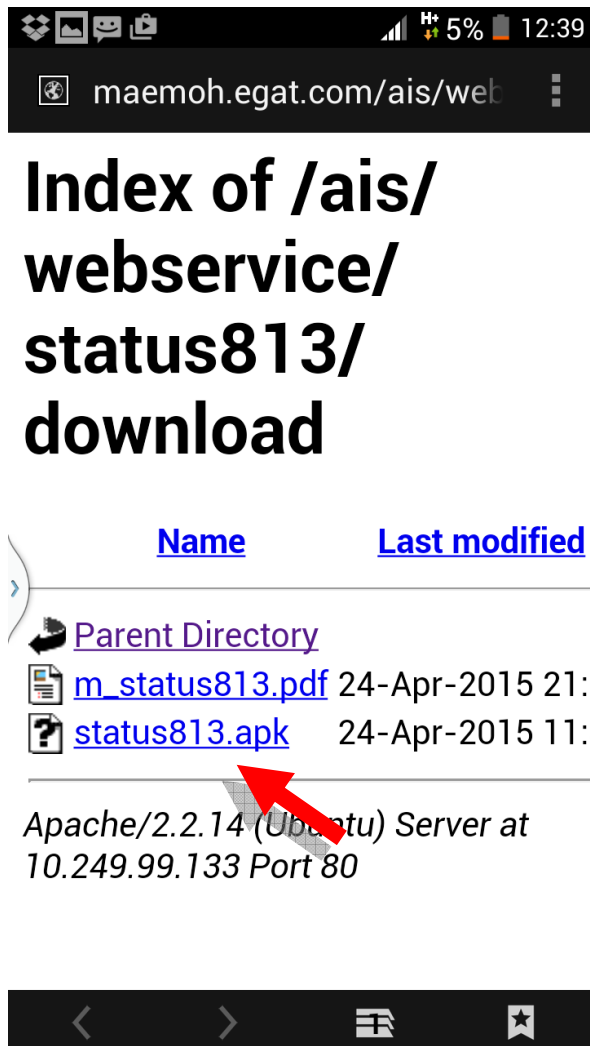 5% 12:39
maemoh.egat.com/ais/web
Index of /ais/
webservice/
status813/
download
Name Last modified
Parent Directory
m_status813.pdf 24-Apr-2015 21:
status813.apk 24-Apr-2015 11:
Apache/2.2.14 (Ubuntu) Server at
10.249.99.133 Port 80